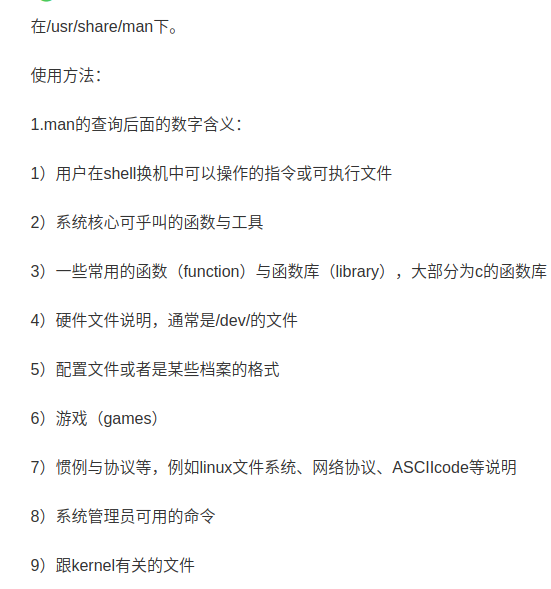 在/usr/share/man下。
使用方法：
1.man的查询后面的数字含义：
1）用户在shell换机中可以操作的指令或可执行文件
2）系统核心可乎叫的函数与工具
3）一些常用的函数（function）与函数库（library），大部分为c的函数库
4）硬件文件说明，通常是/dev/的文件
5）配置文件或者是某些档案的格式
6）游戏（games）
7）惯例与协议等，例如linux文件系统、网络协议、ASCIIcode等说明
8）系统管理员可用的命令
9）跟kernel有关的文件